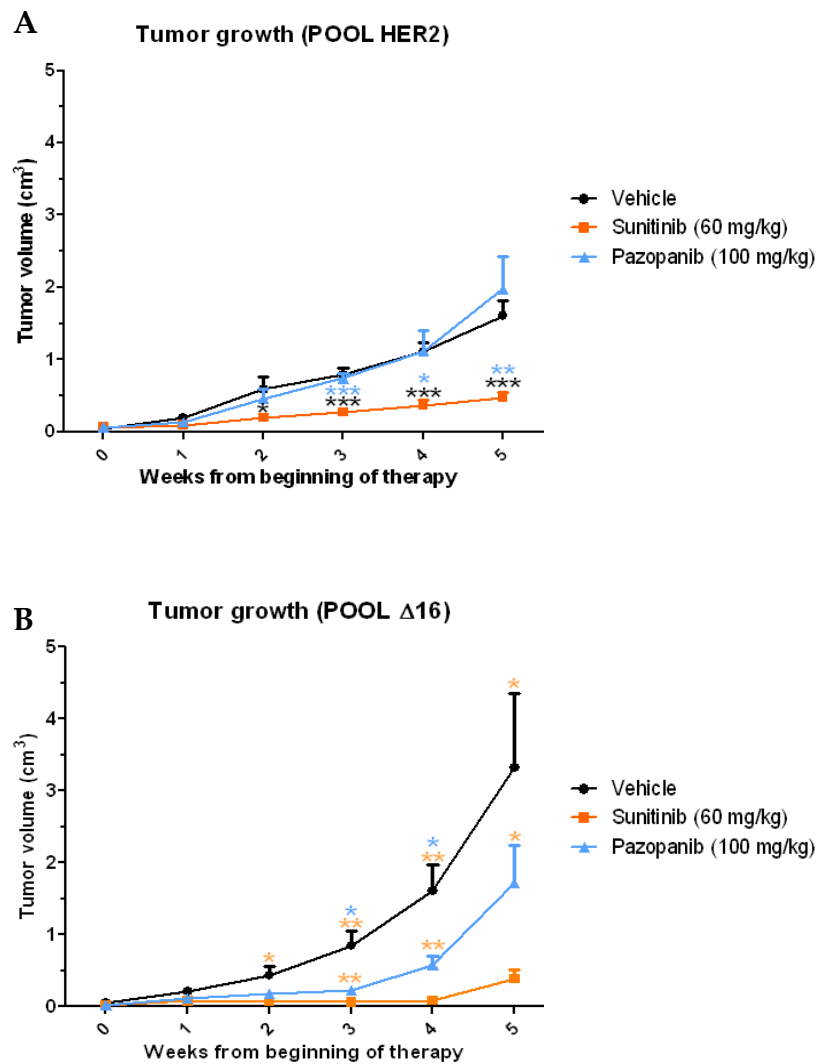 A
Tumor growth (POOL HER2)
5
4
3
2
1
0
Tumor volume (cm³)
* *** *** * *** ** ***
0 1 2 3 4 5
Weeks from beginning of therapy
Vehicle
Sunitinib (60 mg/kg)
Pazopanib (100 mg/kg)
B
Tumor growth (POOL Δ16)
5
4
3
2
1
0
Tumor volume (cm³)
* * ** ** * ** ** * *
0 1 2 3 4 5
Weeks from beginning of therapy
Vehicle
Sunitinib (60 mg/kg)
Pazopanib (100 mg/kg)